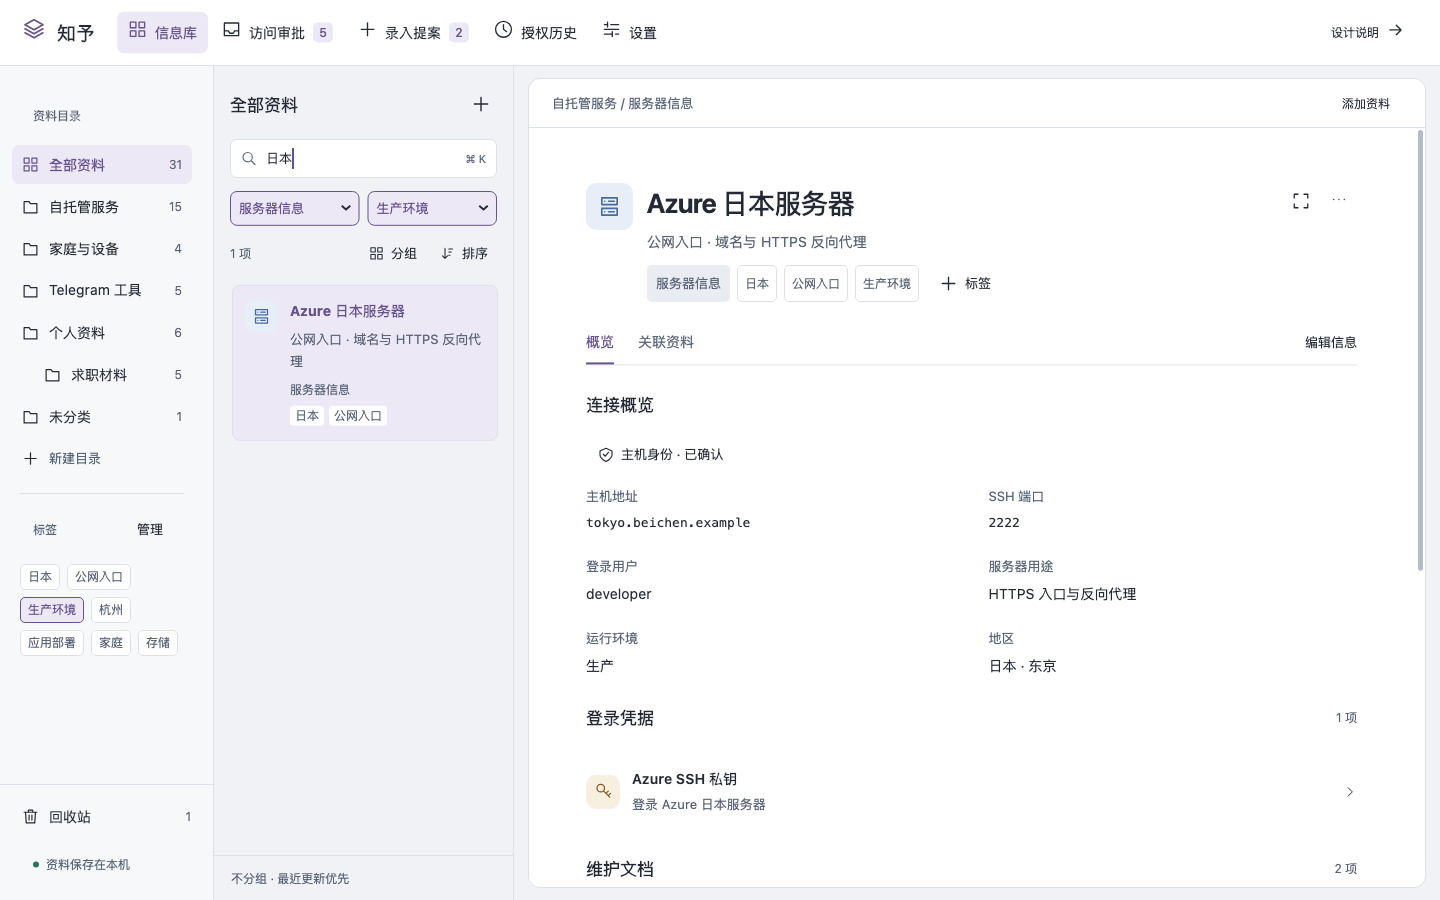 知予
信息库
访问审批 5
录入提案 2
授权历史
设置
设计说明
资料目录
全部资料 31
自托管服务 15
家庭与设备 4
Telegram 工具 5
个人资料 6
求职材料 5
未分类 1
新建目录
标签 管理
日本 公网入口
生产环境 杭州
应用部署 家庭 存储
回收站 1
资料保存在本机
全部资料
日本 ⌘ K
服务器信息 生产环境
1 项 分组 排序
Azure 日本服务器
公网入口 · 域名与 HTTPS 反向代
理
服务器信息
日本 公网入口
不分组 · 最近更新优先
自托管服务 / 服务器信息 添加资料
Azure 日本服务器 ···
公网入口 · 域名与 HTTPS 反向代理
服务器信息 日本 公网入口 生产环境 标签
概览 关联资料 编辑信息
连接概览
主机身份 · 已确认
主机地址 SSH 端口
tokyo.beichen.example 2222
登录用户 服务器用途
developer HTTPS 入口与反向代理
运行环境 地区
生产 日本 · 东京
登录凭据 1 项
Azure SSH 私钥
登录 Azure 日本服务器
维护文档 2 项